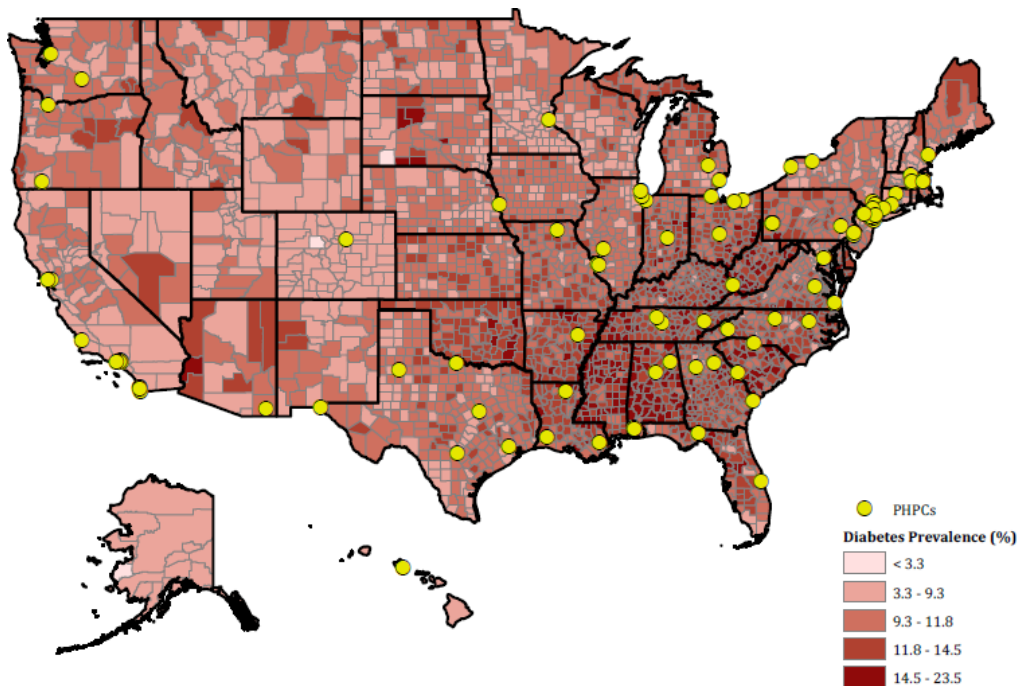 PHPCs
Diabetes Prevalence (%)
< 3.3
3.3 - 9.3
9.3 - 11.8
11.8 - 14.5
14.5 - 23.5